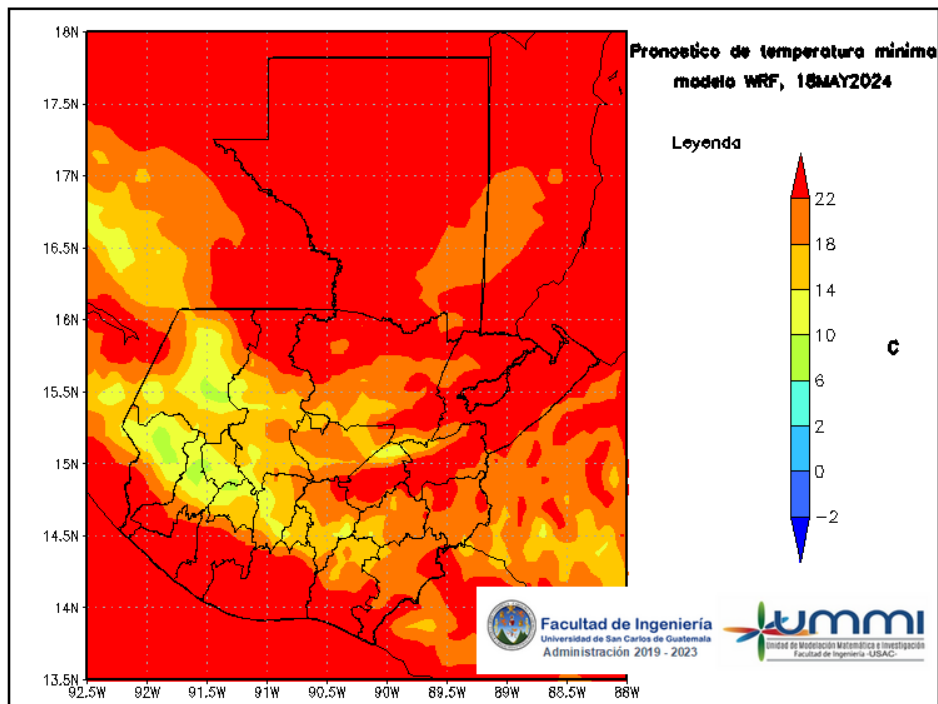 18N
17.5N
17N
16.5N
16N
15.5N
15N
14.5N
14N
13.5N
92.5W 92W 91.5W 91W 90.5W 90W 89.5W 89W 88.5W 88W
Pronostico de temperatura minima
modelo WRF, 18MAY2024
Leyenda
22
18
14
10
6
2
0
-2
C
Facultad de Ingeniería
Universidad de San Carlos de Guatemala
Administración 2019 - 2023
ummi
Unidad de Modelación Matemática e Investigación
Facultad de Ingeniería -USAC-